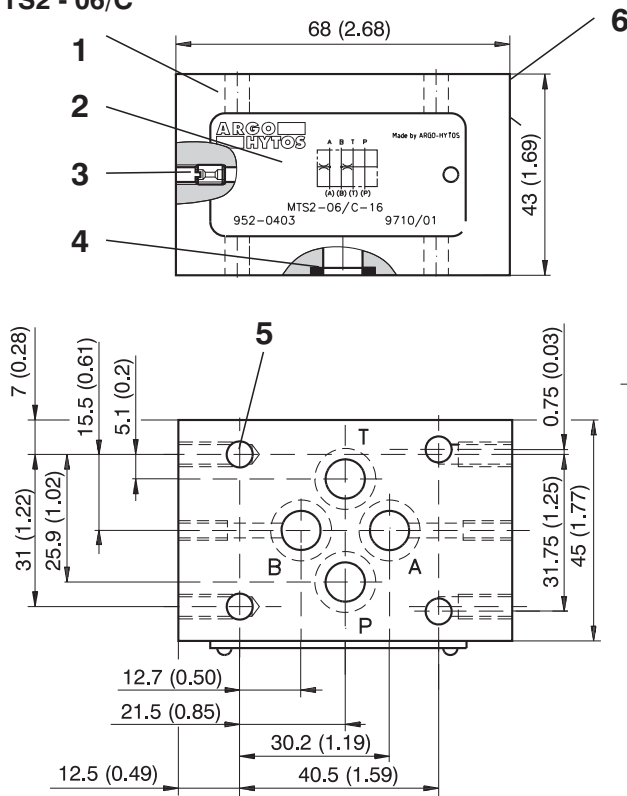 TS2 - 06/C
68 (2.68)
6
1
2
3
4
ARGO
HYTOS
A B T P
Made by ARGO-HYTOS
(A) (B) (T) (P)
MTS2-06/C-16
952-0403 9710/01
43 (1.69)
5
7 (0.28)
15.5 (0.61)
5.1 (0.2)
0.75 (0.03)
31 (1.22)
25.9 (1.02)
T
B
A
P
31.75 (1.25)
45 (1.77)
12.7 (0.50)
21.5 (0.85)
30.2 (1.19)
12.5 (0.49)
40.5 (1.59)